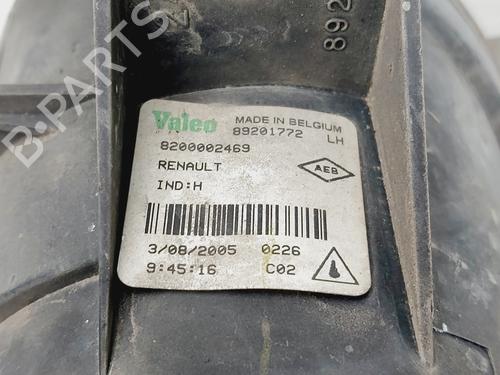 892
Valeo MADE IN BELGIUM
89201772 LH
8200002469
RENAULT AEB
IND:H
3/08/2005 0226
9:45:16 C02
B-PARTS